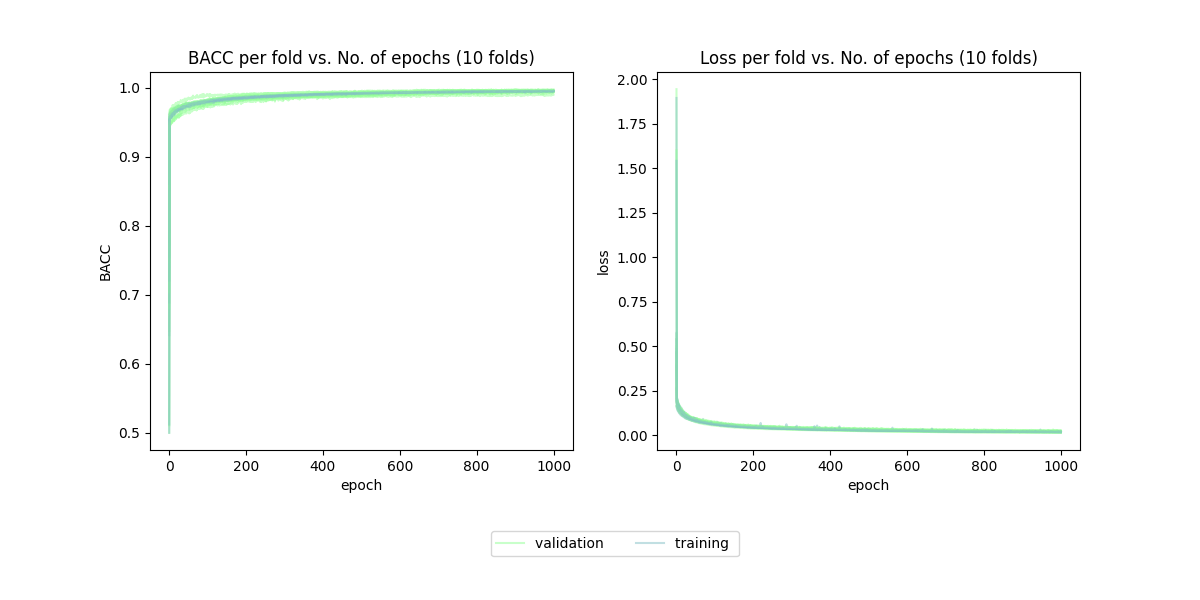 BACC per fold vs. No. of epochs (10 folds)
1.0
0.9
0.8
0.7
0.6
0.5
BACC
0 200 400 600 800 1000
epoch
Loss per fold vs. No. of epochs (10 folds)
2.00
1.75
1.50
1.25
1.00
0.75
0.50
0.25
0.00
loss
0 200 400 600 800 1000
epoch
validation training